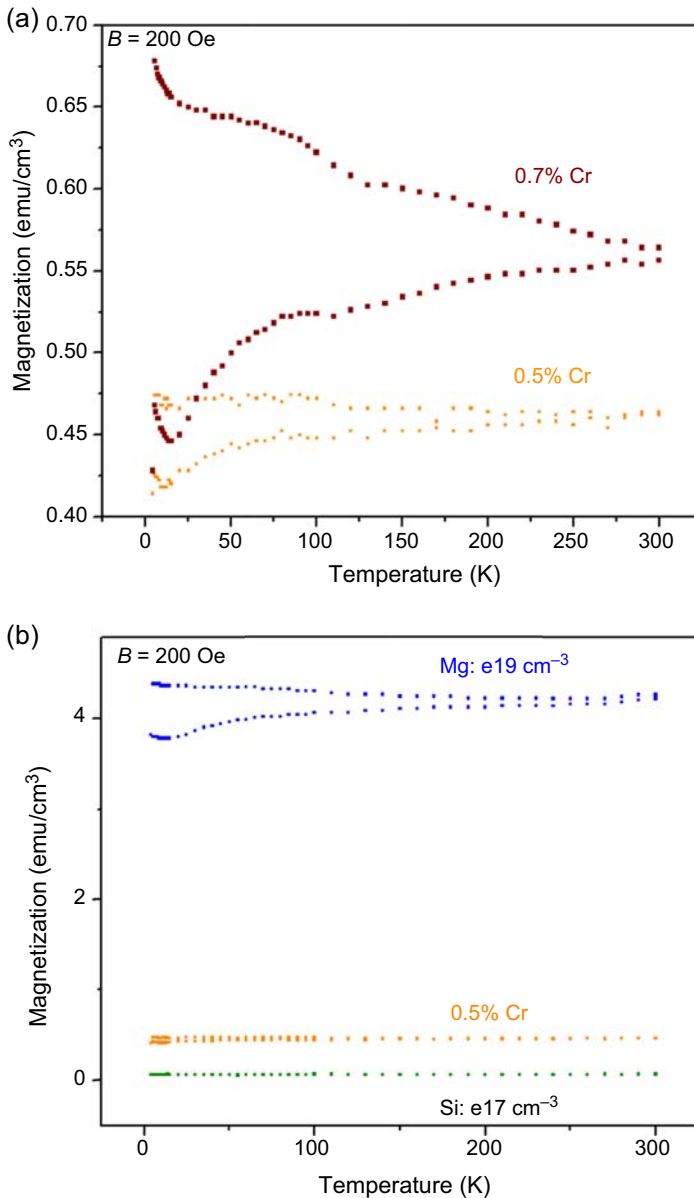 (a)
B = 200 Oe
0.70
0.65
0.60
0.55
0.50
0.45
0.40
Magnetization (emu/cm³)
0.7% Cr
0.5% Cr
0 50 100 150 200 250 300
Temperature (K)
(b)
B = 200 Oe
Mg: e19 cm⁻³
4
2
0
Magnetization (emu/cm³)
0.5% Cr
Si: e17 cm⁻³
0 100 200 300
Temperature (K)